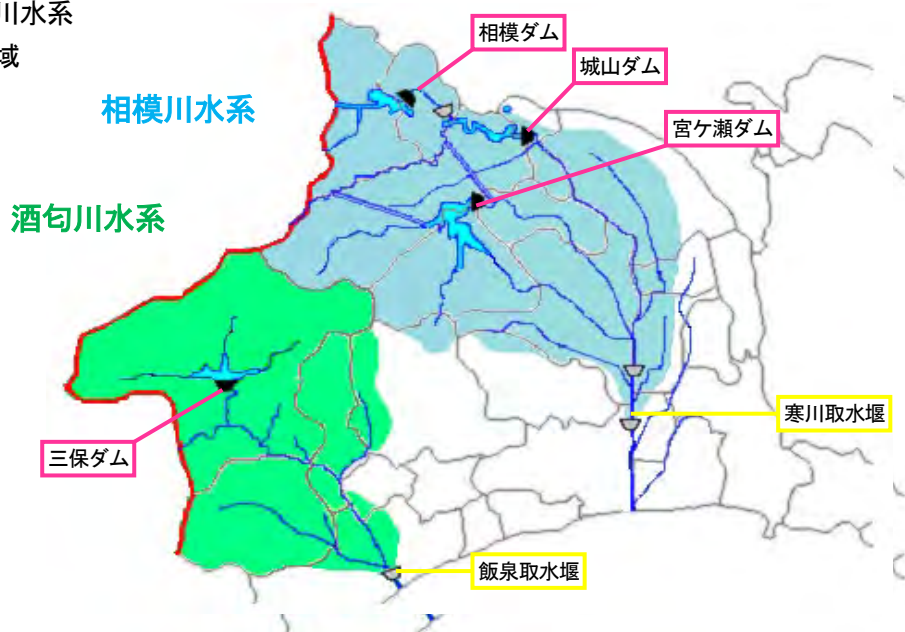 川水系
域
相模ダム
城山ダム
相模川水系
宮ケ瀬ダム
酒匂川水系
寒川取水堰
三保ダム
飯泉取水堰